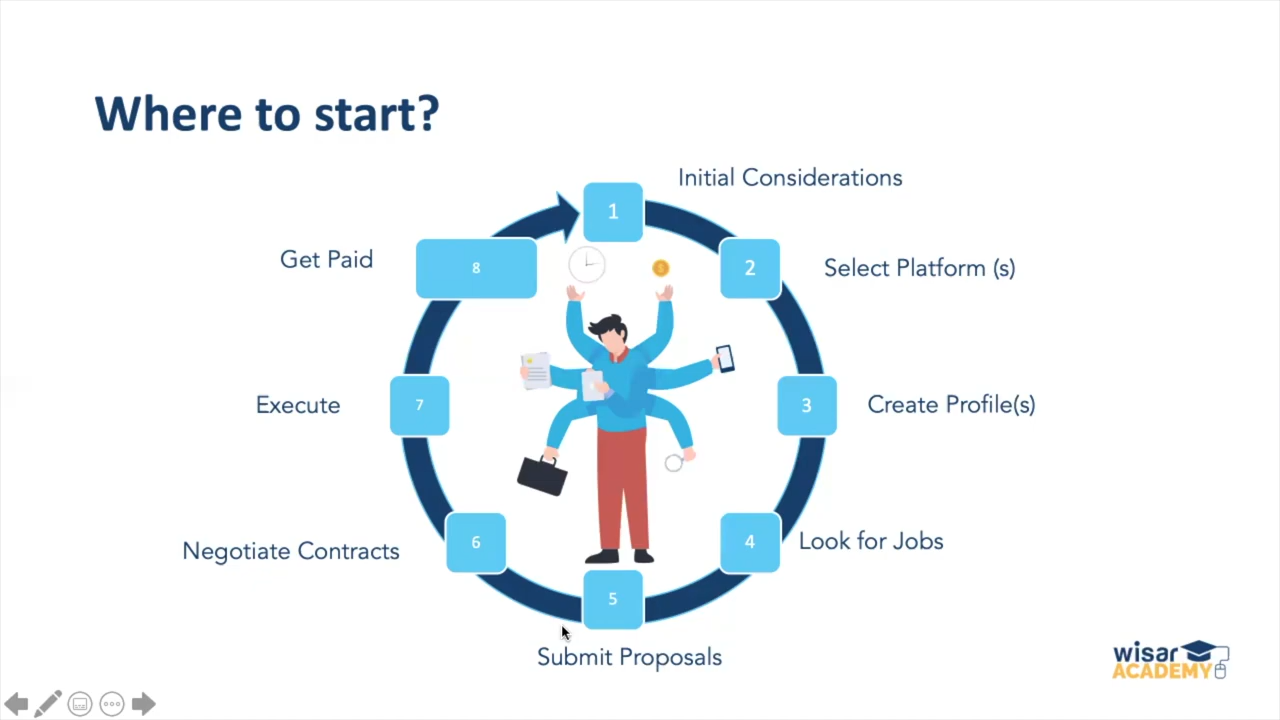 Where to start?
1
Initial Considerations
2
Select Platform (s)
3
Create Profile(s)
4
Look for Jobs
5
Submit Proposals
6
Negotiate Contracts
7
Execute
8
Get Paid
wisar
ACADEMY